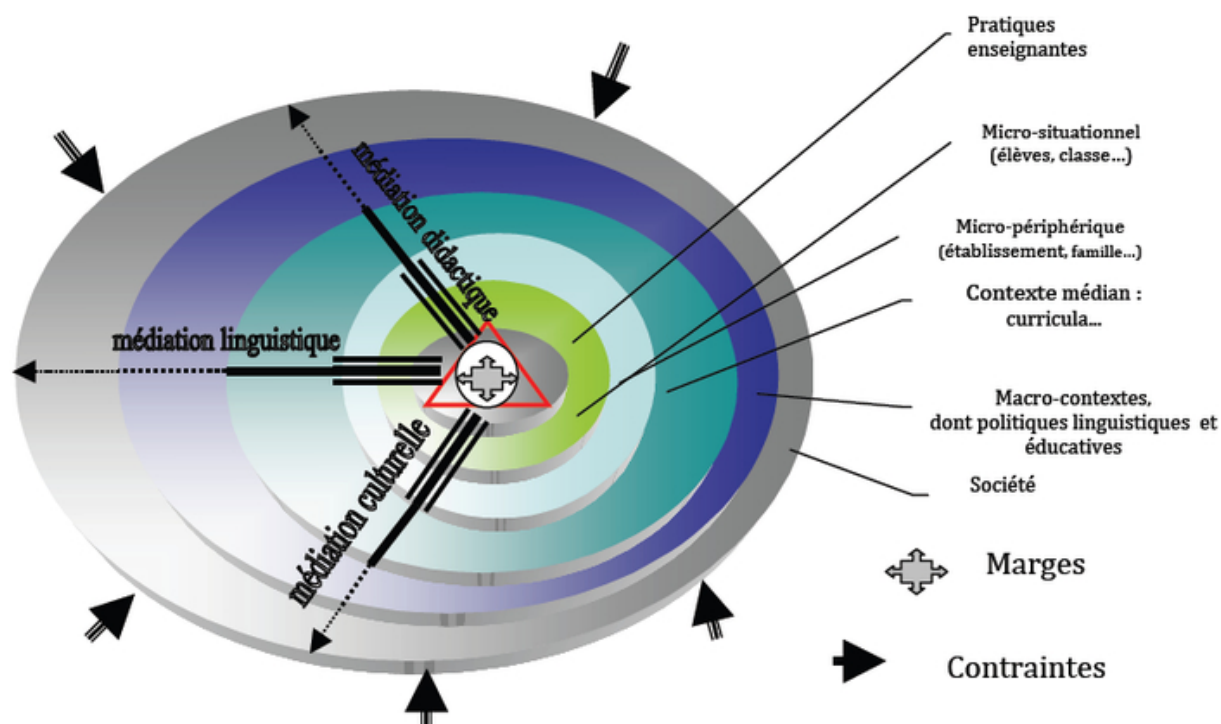 Pratiques
enseignantes
Micro-situationnel
(élèves, classe...)
Micro-périphérique
(établissement, famille...)
Contexte médian :
curricula...
Macro-contextes,
dont politiques linguistiques et
éducatives
Société
Marges
Contraintes
médiation didactique
médiation linguistique
médiation culturelle